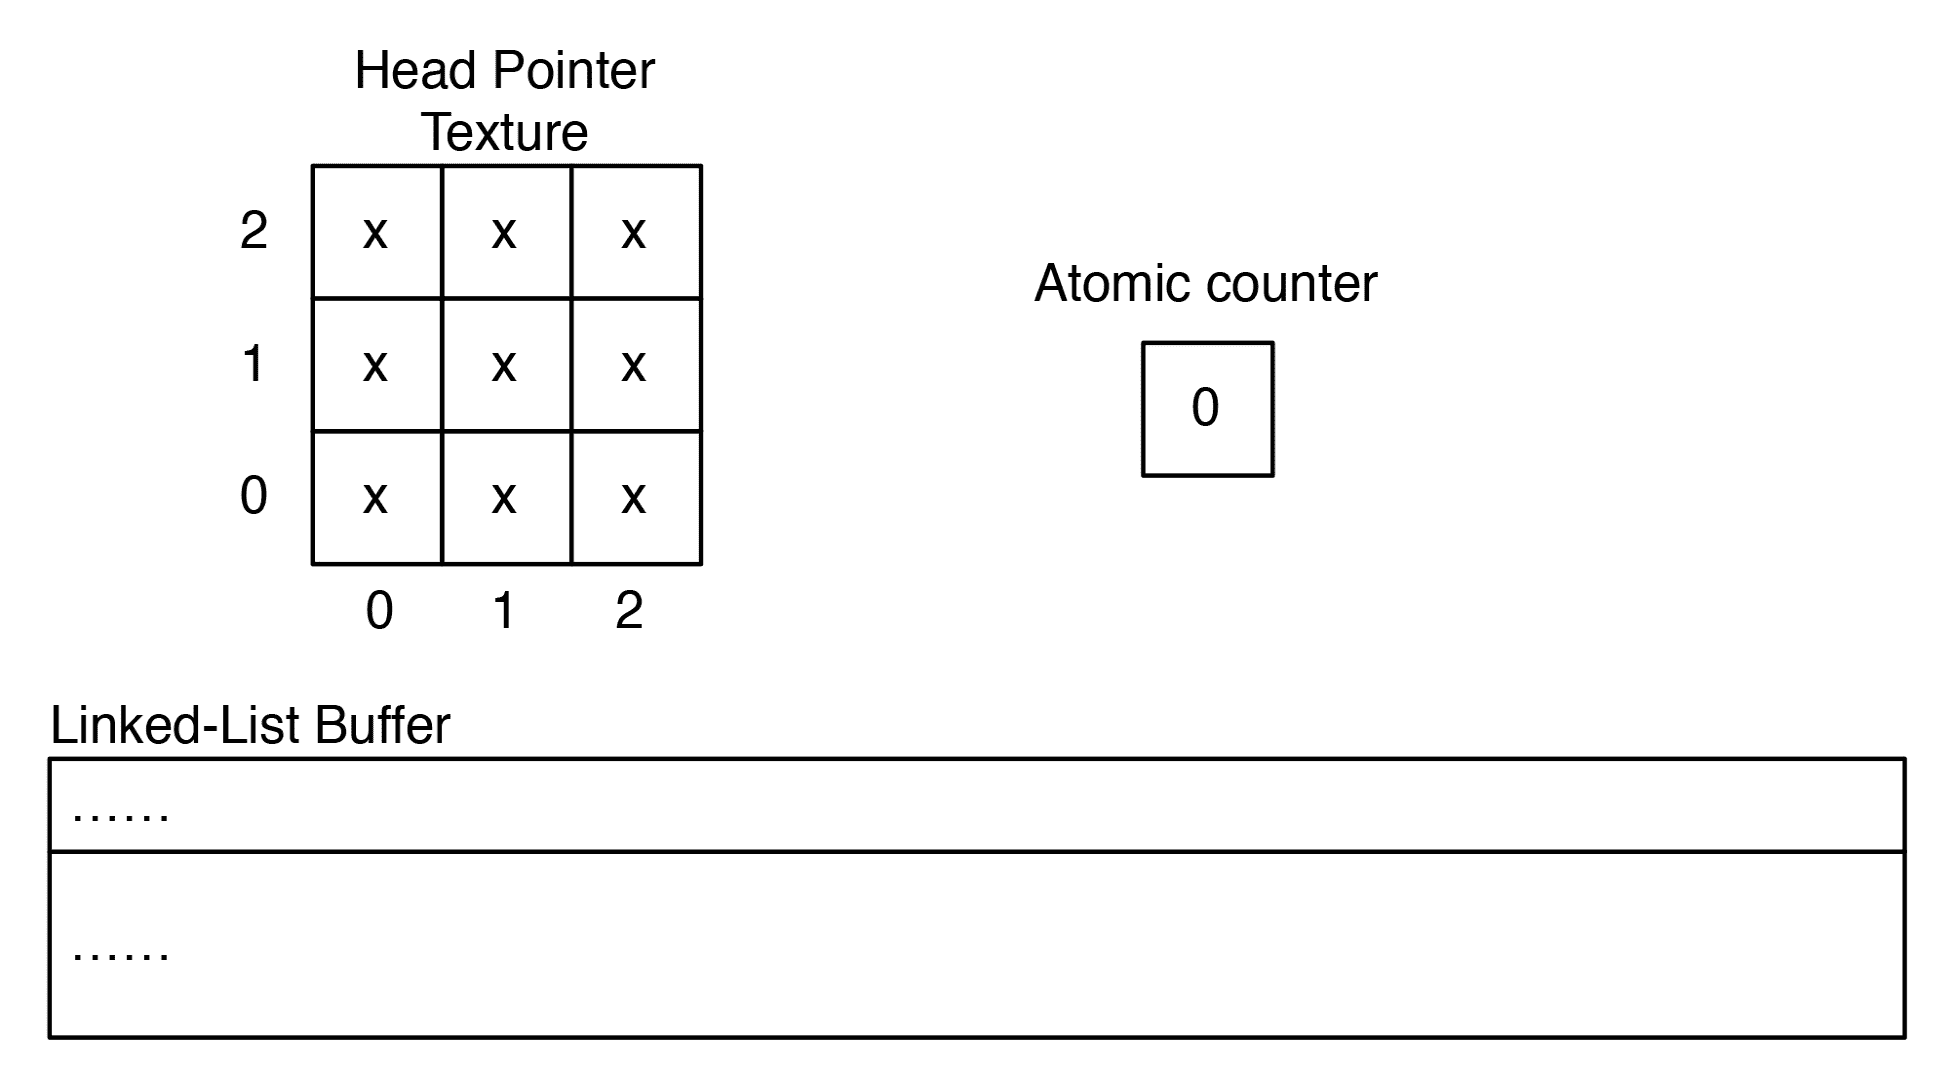 Head Pointer
Texture
2 x x x
1 x x x
0 x x x
0 1 2
Atomic counter
0
Linked-List Buffer
......
......